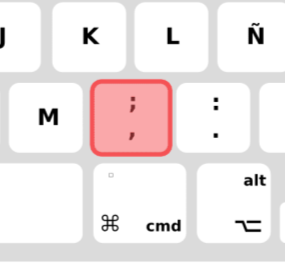 J K L Ñ
; :
M , .
alt
⌘ cmd ⌥